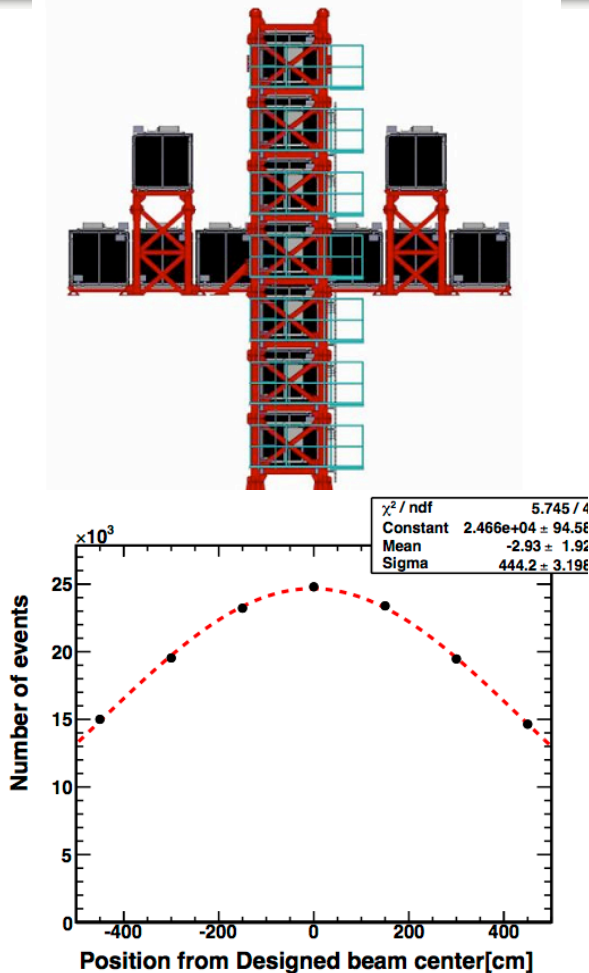 χ² / ndf 5.745 / 4
Constant 2.466e+04 ± 94.58
Mean -2.93 ± 1.92
Sigma 444.2 ± 3.198
×10³
25
20
15
10
5
0
-400 -200 0 200 400
Number of events
Position from Designed beam center[cm]